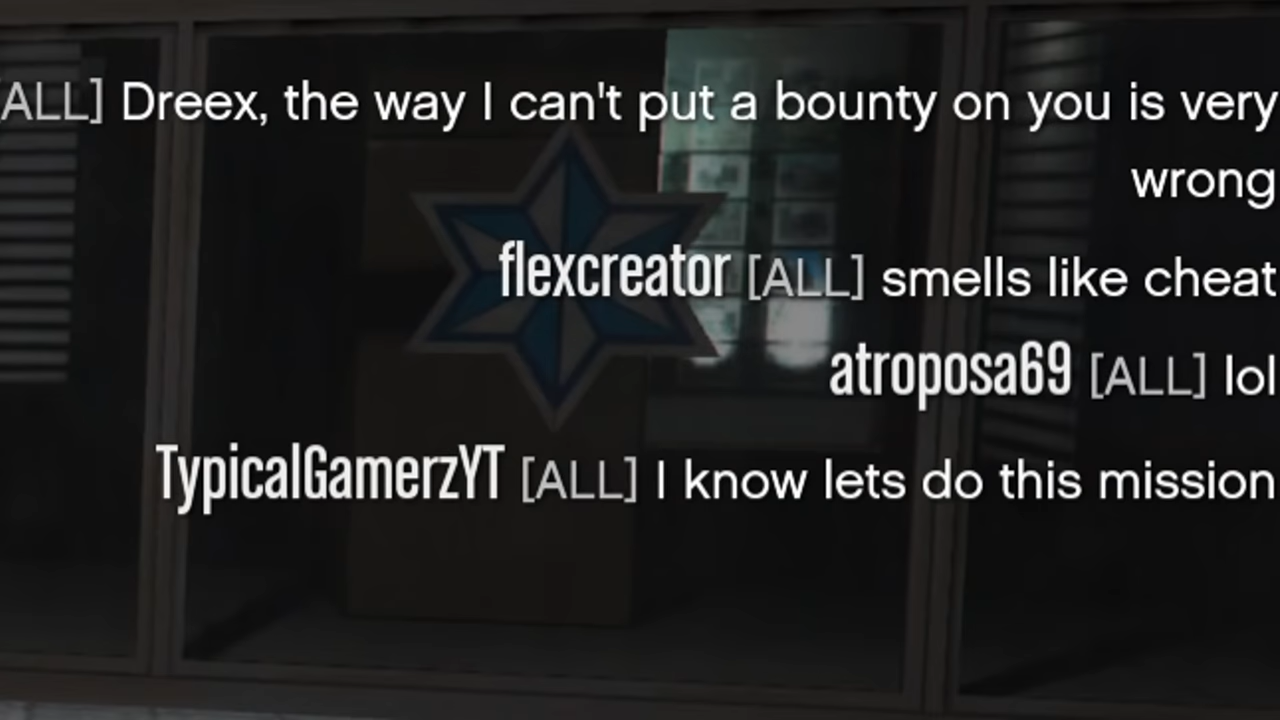 ALL] Dreex, the way I can't put a bounty on you is very
wrong
flexcreator [ALL] smells like cheat
atroposa69 [ALL] lol
TypicalGamerzYT [ALL] I know lets do this mission